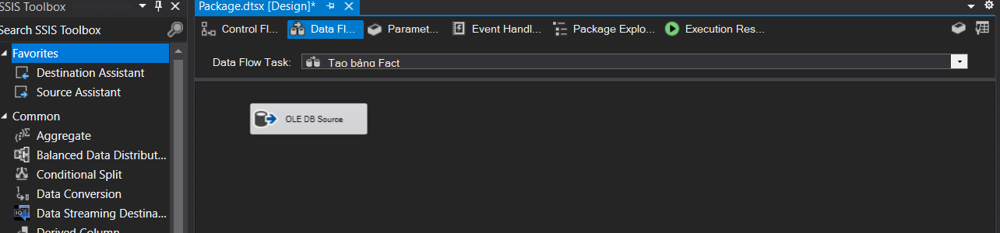 SSIS Toolbox
Package.dtsx [Design]*
Search SSIS Toolbox
Control Fl...
Data Fl...
Paramet...
Event Handl...
Package Explo...
Execution Res...
Favorites
Data Flow Task:
Tạo bảng Fact
Destination Assistant
Source Assistant
Common
OLE DB Source
Aggregate
Balanced Data Distribut...
Conditional Split
Data Conversion
Data Streaming Destina...
Derived Column